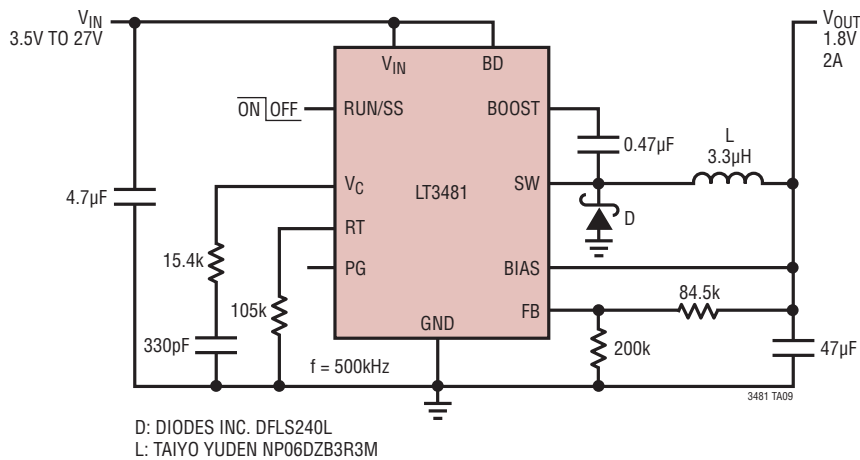 VIN
3.5V TO 27V
VOUT
1.8V
2A
VIN
BD
ON OFF
RUN/SS
BOOST
0.47µF
L
3.3µH
4.7µF
VC
LT3481
SW
D
RT
15.4k
PG
BIAS
105k
84.5k
FB
330pF
GND
200k
47µF
f = 500kHz
3481 TA09
D: DIODES INC. DFLS240L
L: TAIYO YUDEN NP06DZB3R3M